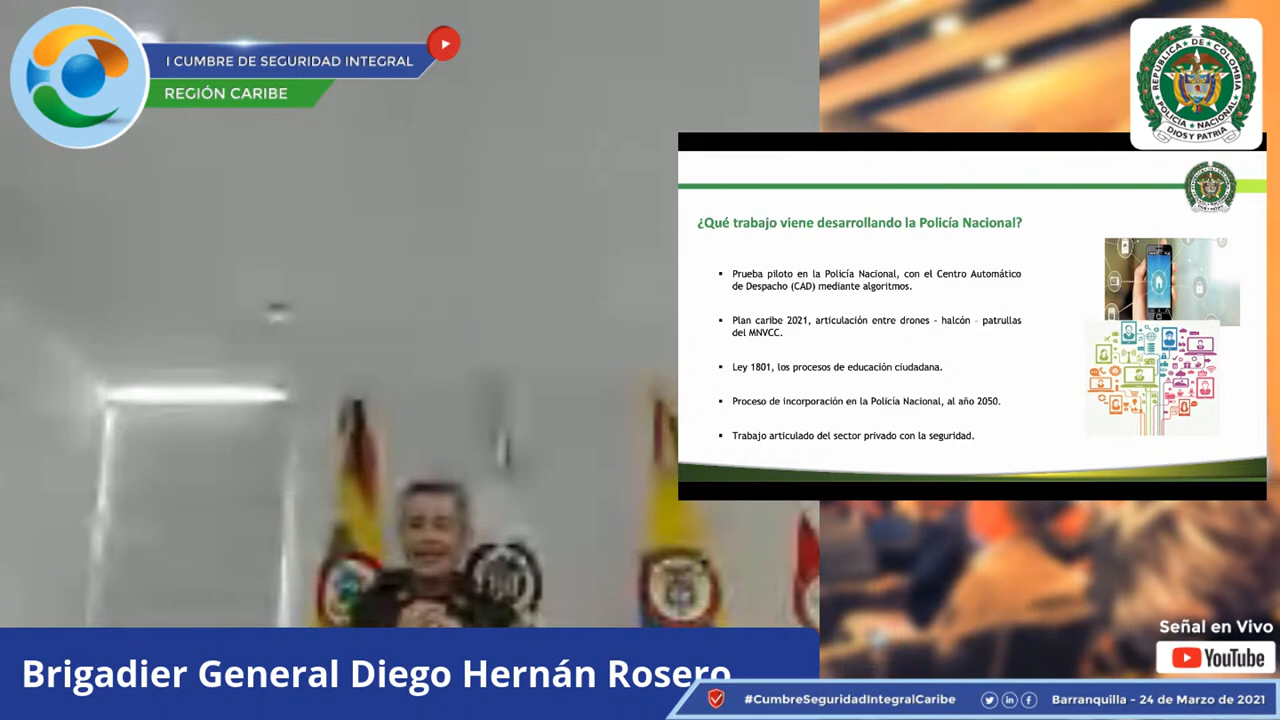 I CUMBRE DE SEGURIDAD INTEGRAL
REGIÓN CARIBE
REPÚBLICA DE COLOMBIA
POLICÍA NACIONAL
DIOS Y PATRIA
¿Qué trabajo viene desarrollando la Policía Nacional?
▪ Prueba piloto en la Policía Nacional, con el Centro Automático
de Despacho (CAD) mediante algoritmos.
▪ Plan caribe 2021, articulación entre drones - halcón - patrullas
del MNVCC.
▪ Ley 1801, los procesos de educación ciudadana.
▪ Proceso de incorporación en la Policía Nacional, al año 2050.
▪ Trabajo articulado del sector privado con la seguridad.
Señal en Vivo
YouTube
Brigadier General Diego Hernán Rosero
#CumbreSeguridadIntegralCaribe
Barranquilla - 24 de Marzo de 2021